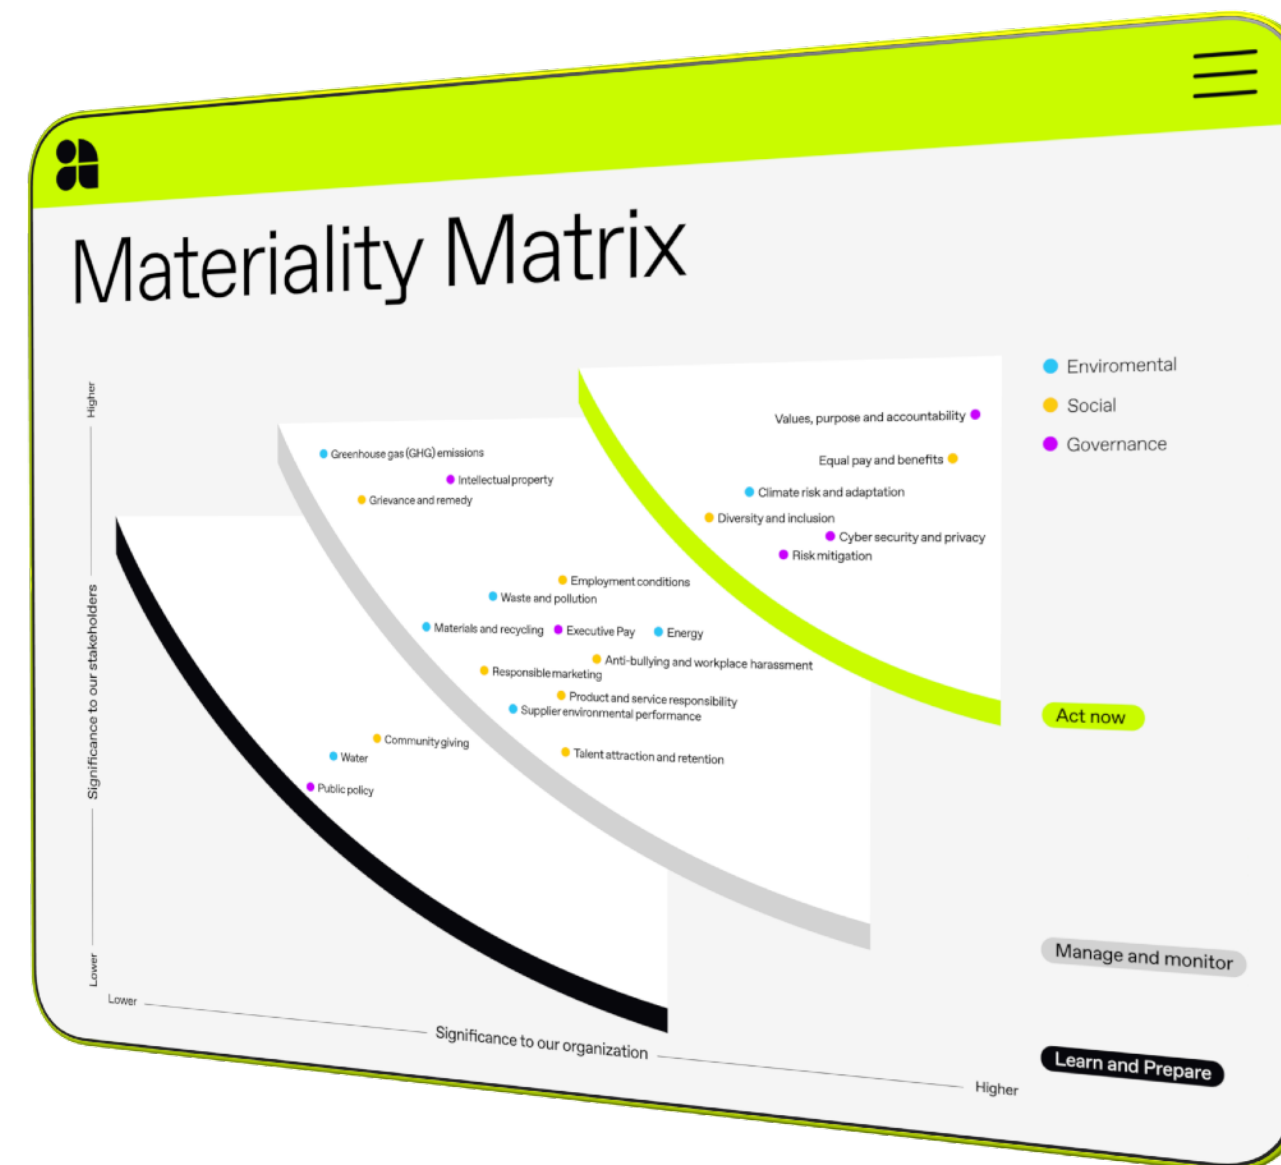 Materiality Matrix
Higher
Significance to our stakeholders
Lower
Enviromental
Social
Governance
Values, purpose and accountability
Equal pay and benefits
Climate risk and adaptation
Diversity and inclusion
Cyber security and privacy
Risk mitigation
Greenhouse gas (GHG) emissions
Intellectual property
Grievance and remedy
Employment conditions
Waste and pollution
Materials and recycling
Executive Pay
Energy
Anti-bullying and workplace harassment
Responsible marketing
Product and service responsibility
Supplier environmental performance
Talent attraction and retention
Community giving
Water
Public policy
Act now
Manage and monitor
Learn and Prepare
Lower
Significance to our organization
Higher